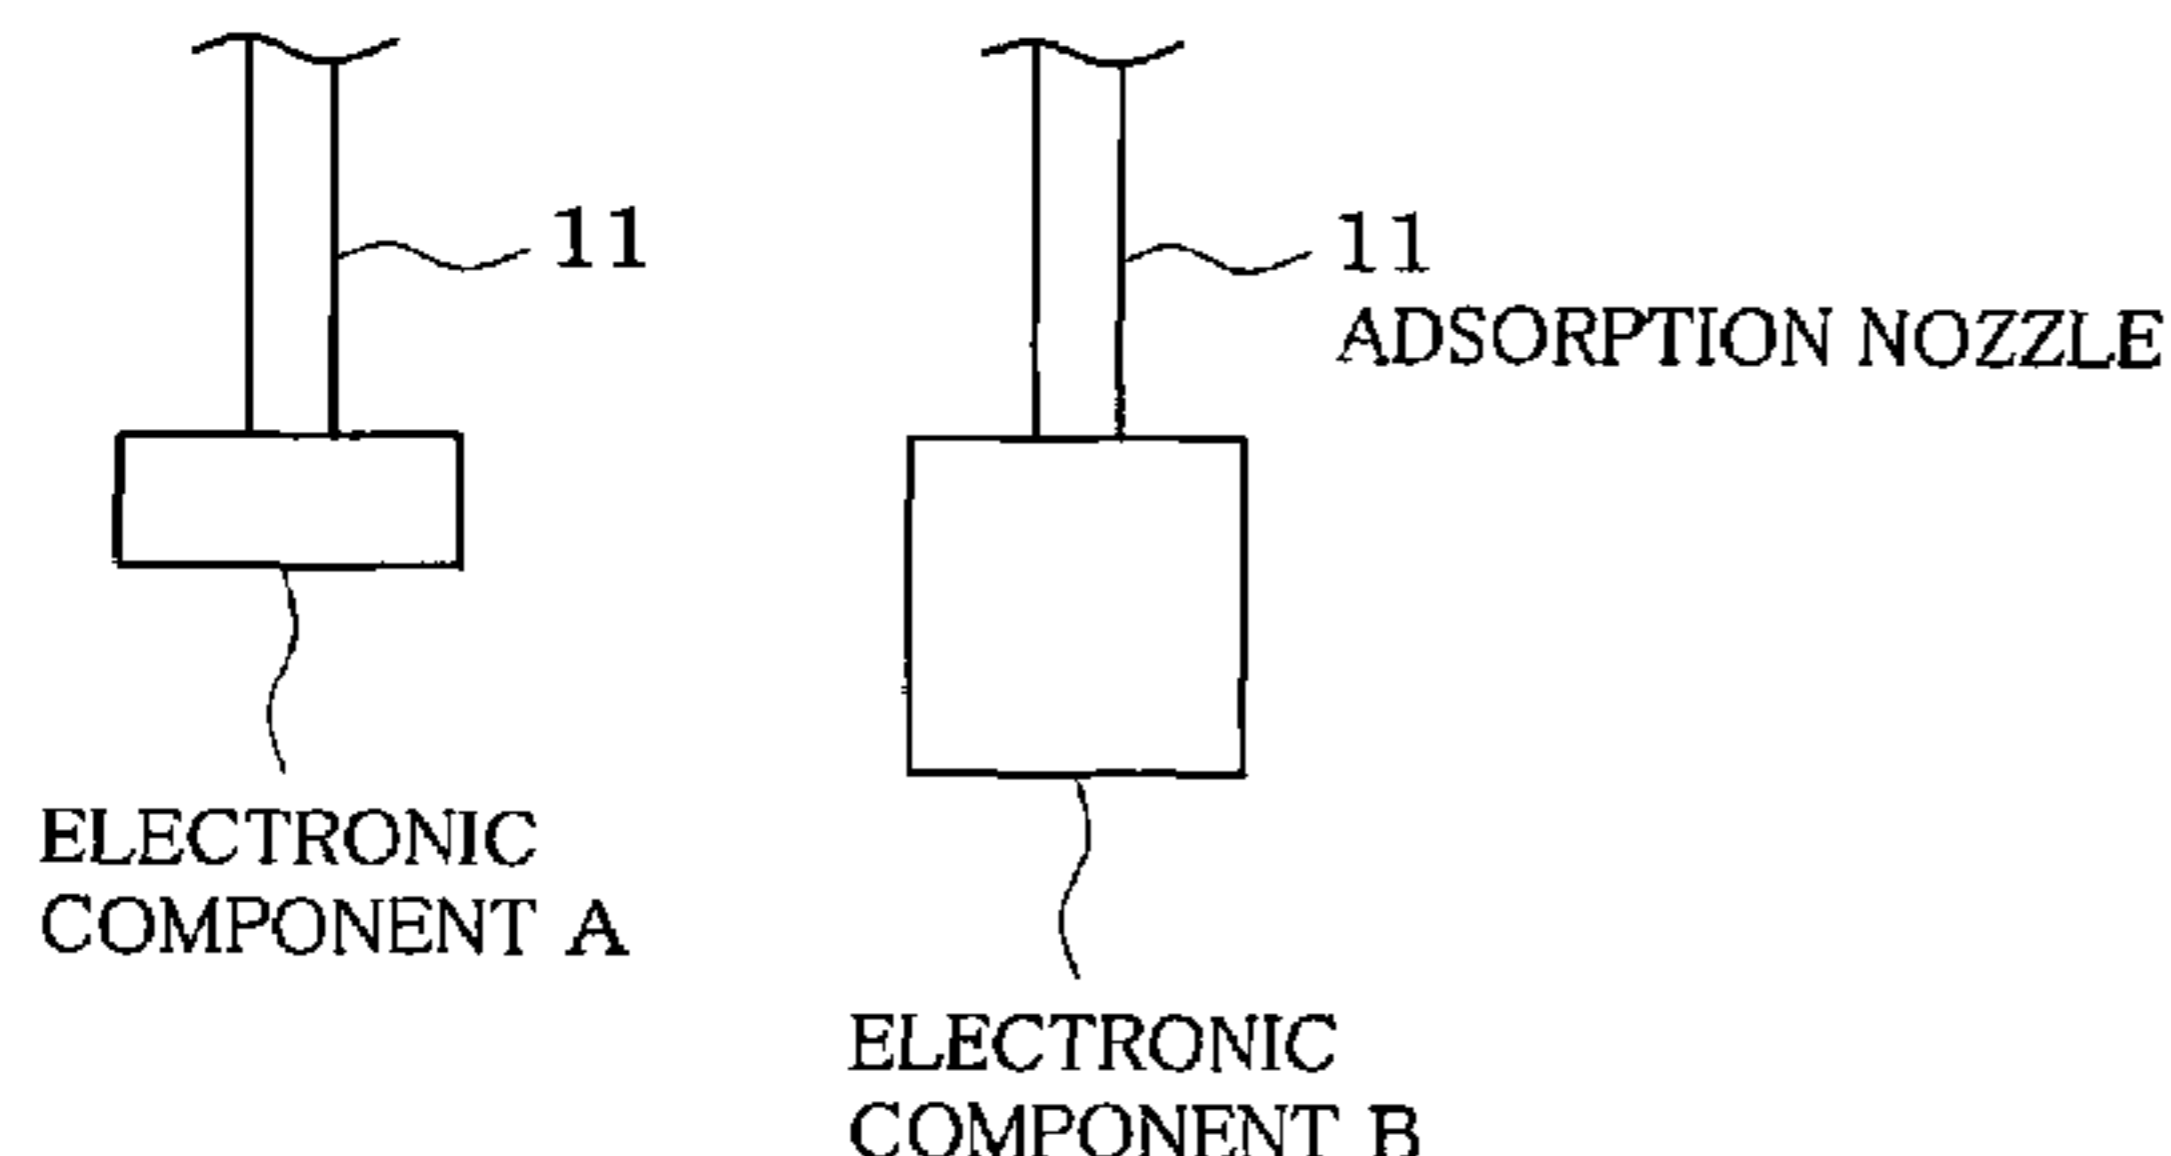 11
11
ADSORPTION NOZZLE
ELECTRONIC
COMPONENT A
ELECTRONIC
COMPONENT B